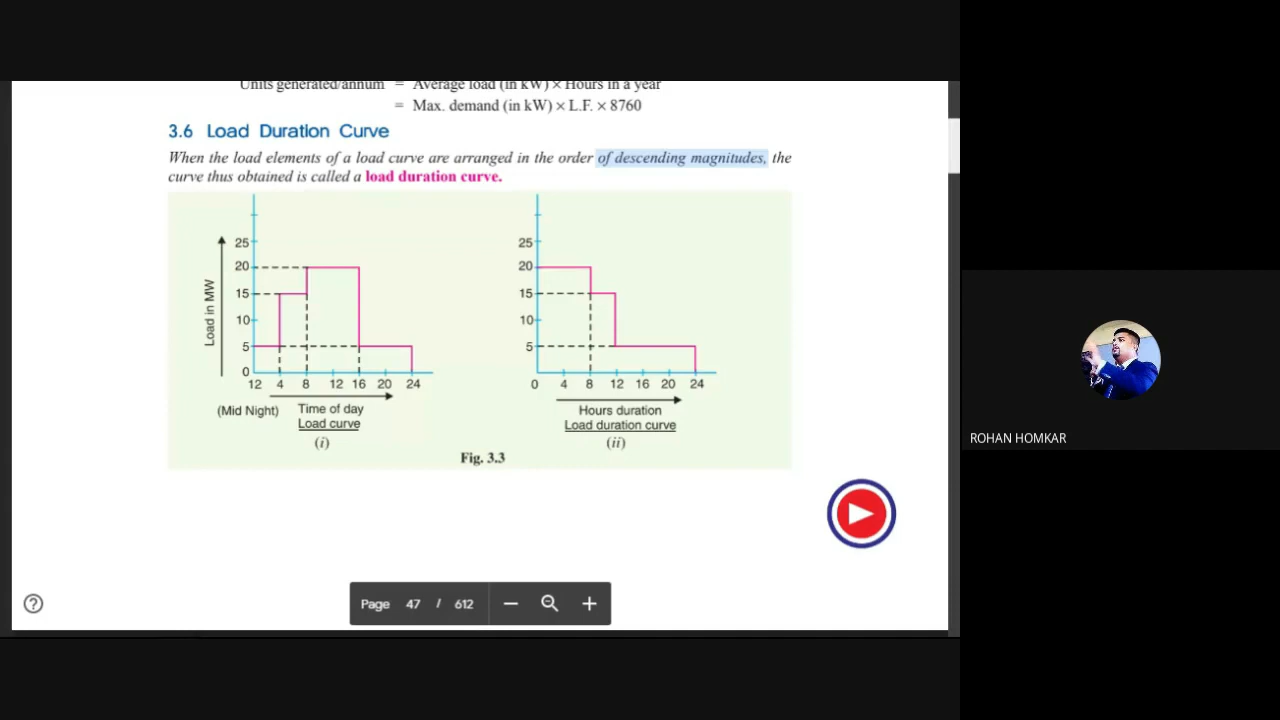 Units generated/annum = Average load (in kW) × Hours in a year
= Max. demand (in kW) × L.F. × 8760
3.6 Load Duration Curve
When the load elements of a load curve are arranged in the order of descending magnitudes, the
curve thus obtained is called a load duration curve.
Load in MW
25
20
15
10
5
0
12 4 8 12 16 20 24
(Mid Night)
Time of day
Load curve
(i)
25
20
15
10
5
0 4 8 12 16 20 24
Hours duration
Load duration curve
(ii)
Fig. 3.3
ROHAN HOMKAR
Page 47 / 612